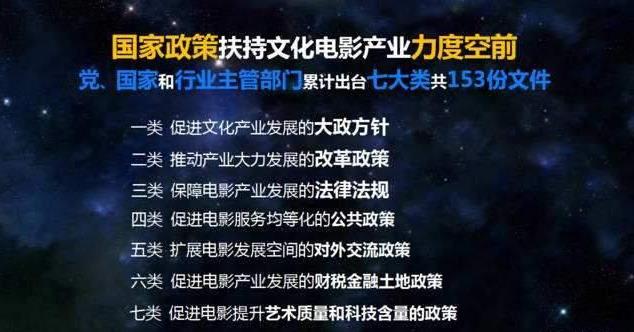 国家政策扶持文化电影产业力度空前
党、国家和行业主管部门累计出台七大类共153份文件
一类 促进文化产业发展的大政方针
二类 推动产业大力发展的改革政策
三类 保障电影产业发展的法律法规
四类 促进电影服务均等化的公共政策
五类 扩展电影发展空间的对外交流政策
六类 促进电影产业发展的财税金融土地政策
七类 促进电影提升艺术质量和科技含量的政策